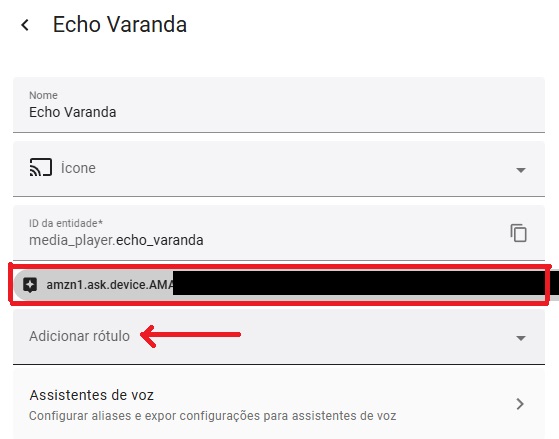 Echo Varanda
Nome
Echo Varanda
Ícone
ID da entidade*
media_player.echo_varanda
amzn1.ask.device.AMA
Adicionar rótulo
Assistentes de voz
Configurar aliases e expor configurações para assistentes de voz